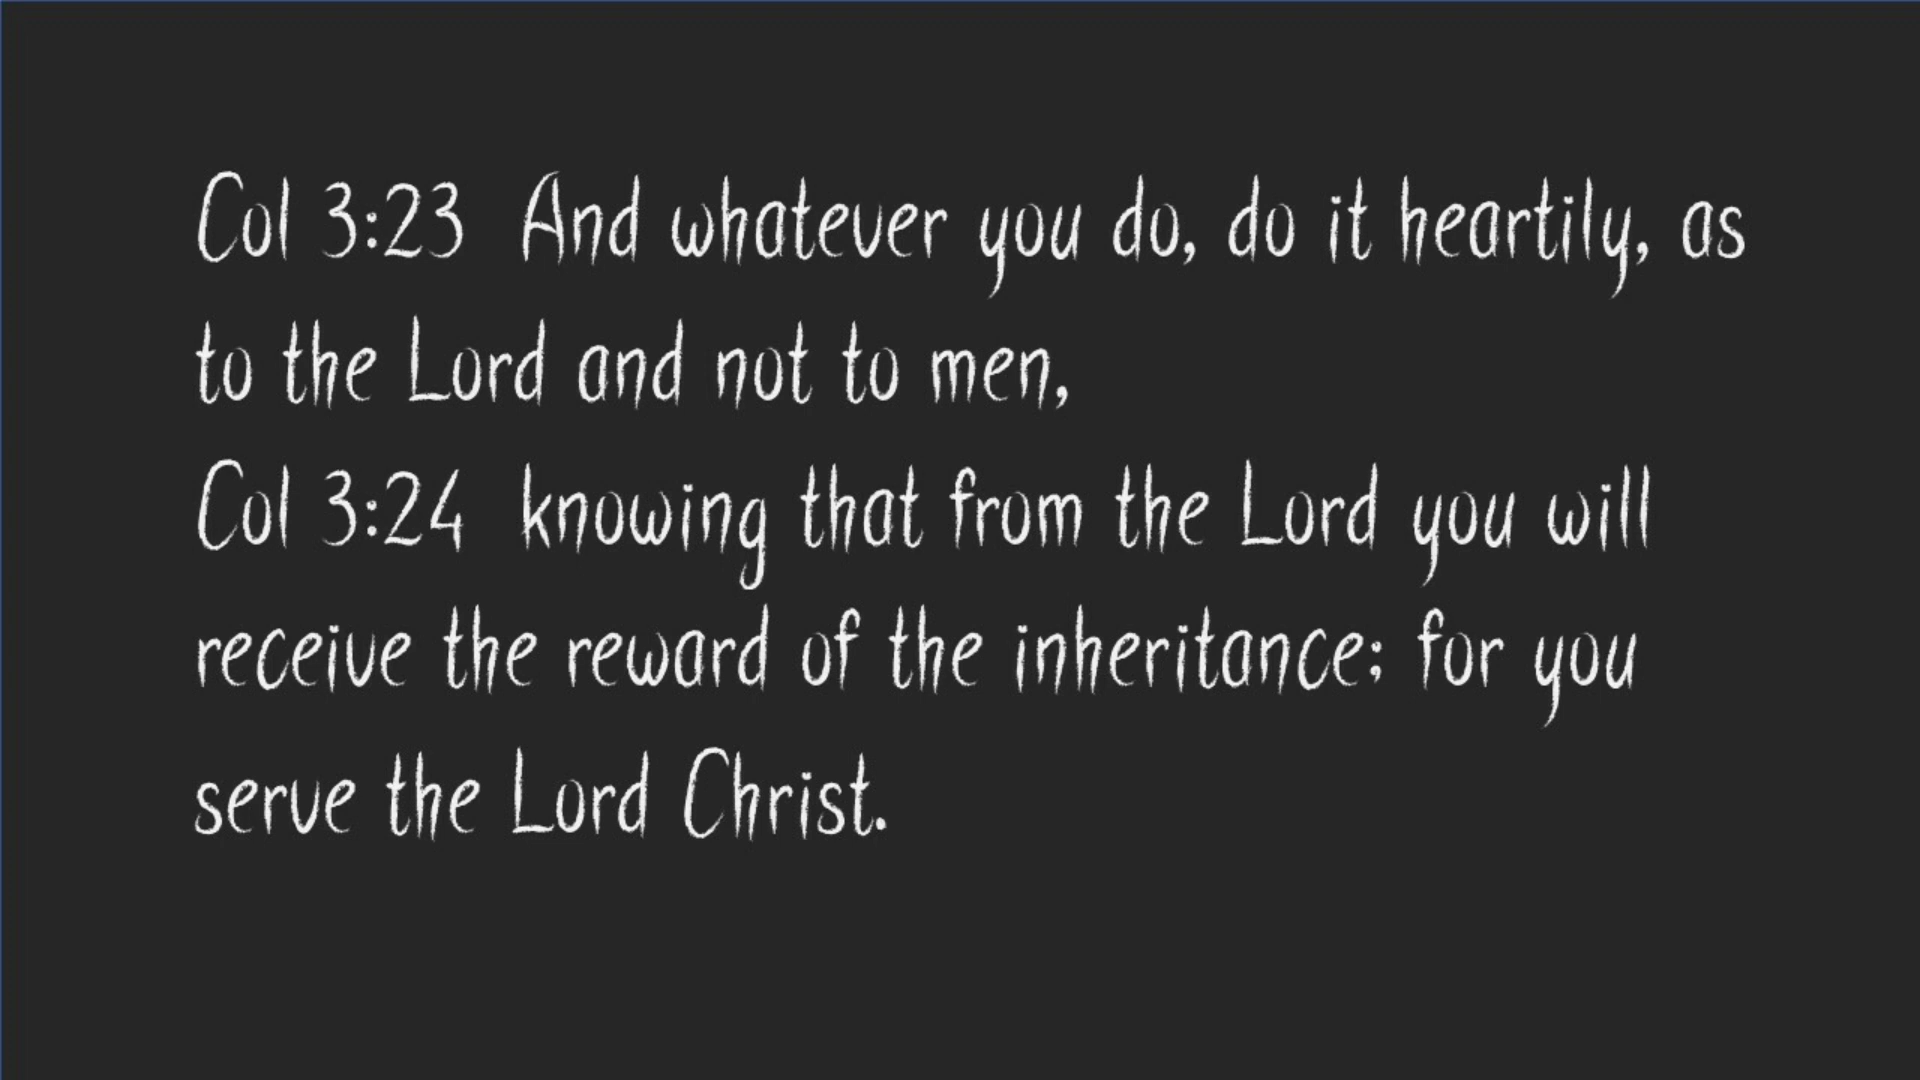 Col 3:23  And whatever you do, do it heartily, as
to the Lord and not to men,
Col 3:24  knowing that from the Lord you will
receive the reward of the inheritance; for you
serve the Lord Christ.